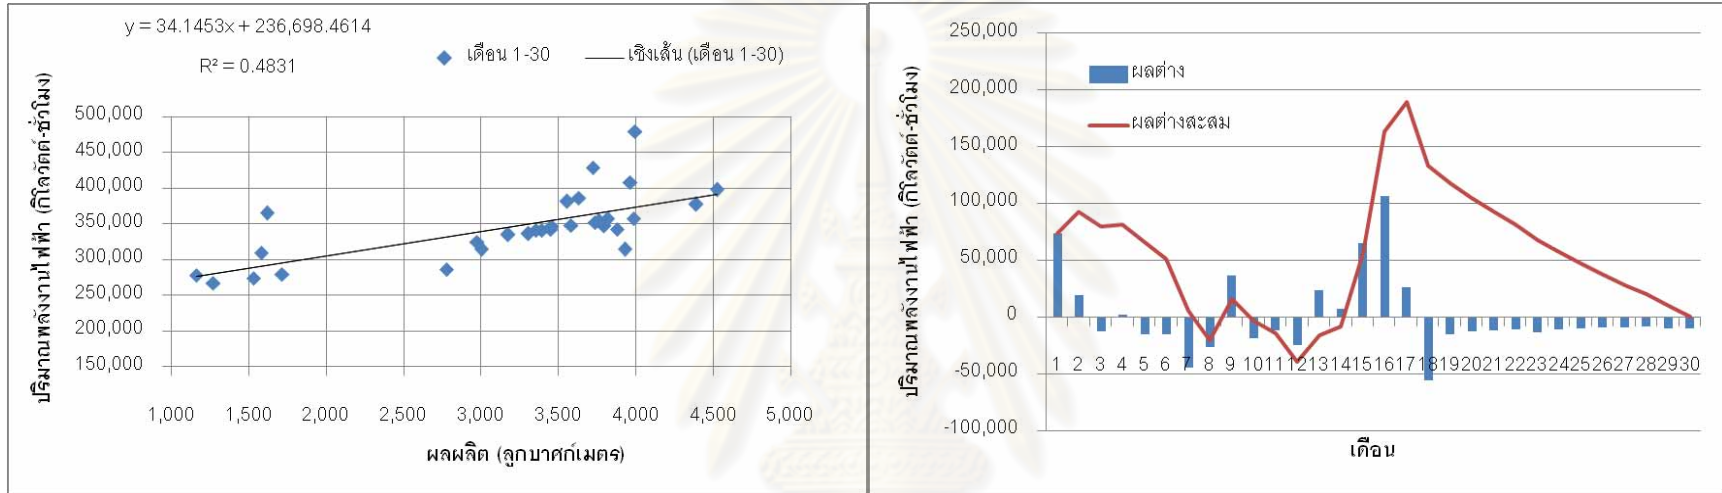 y = 34.1453x + 236,698.4614
R² = 0.4831
เดือน 1-30
เชิงเส้น (เดือน 1-30)
ปริมาณพลังงานไฟฟ้า (กิโลวัตต์-ชั่วโมง)
500,000
450,000
400,000
350,000
300,000
250,000
200,000
150,000
1,000 1,500 2,000 2,500 3,000 3,500 4,000 4,500 5,000
ผลผลิต (ลูกบาศก์เมตร)
ปริมาณพลังงานไฟฟ้า (กิโลวัตต์-ชั่วโมง)
250,000
200,000
150,000
100,000
50,000
0
-50,000
-100,000
ผลต่าง
ผลต่างสะสม
1 2 3 4 5 6 7 8 9 10 11 12 13 14 15 16 17 18 19 20 21 22 23 24 25 26 27 28 29 30
เดือน